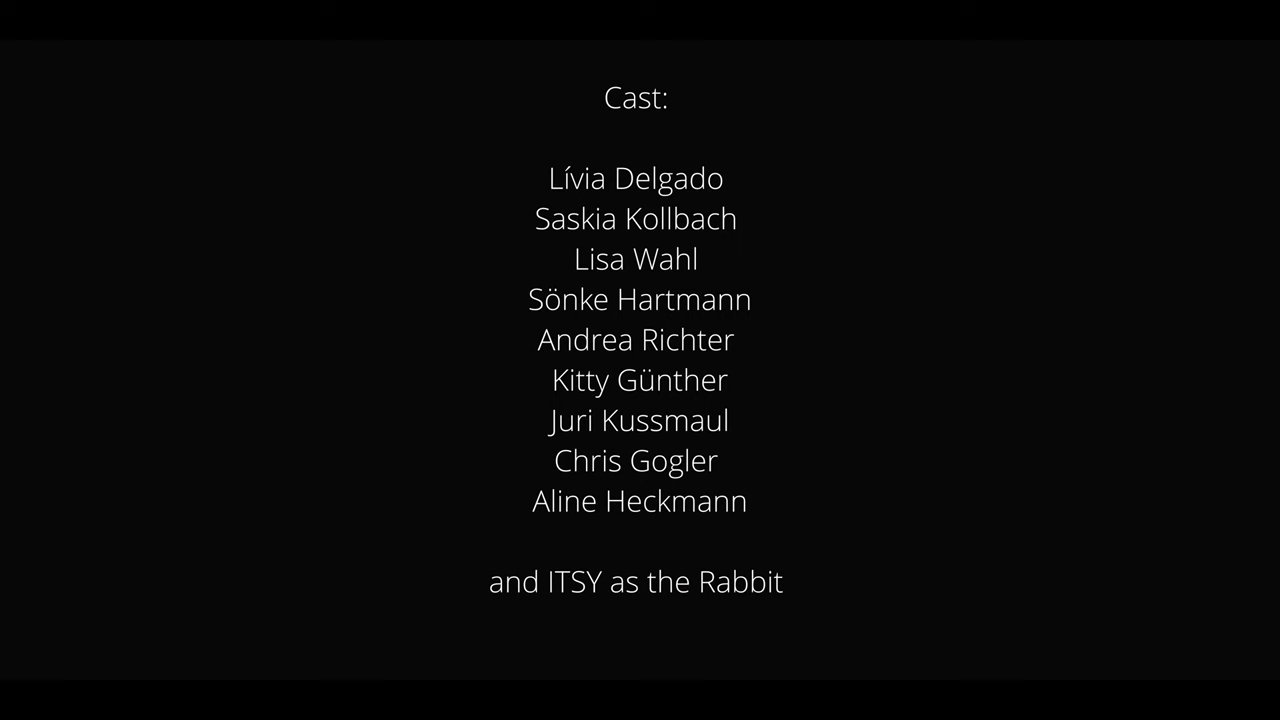 Cast:
Lívia Delgado
Saskia Kollbach
Lisa Wahl
Sönke Hartmann
Andrea Richter
Kitty Günther
Juri Kussmaul
Chris Gogler
Aline Heckmann
and ITSY as the Rabbit